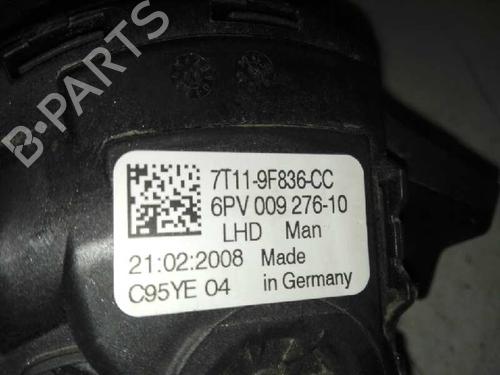 B-PARTS
7T11-9F836-CC
6PV 009 276-10
LHD Man
21:02:2008 Made
C95YE 04 in Germany